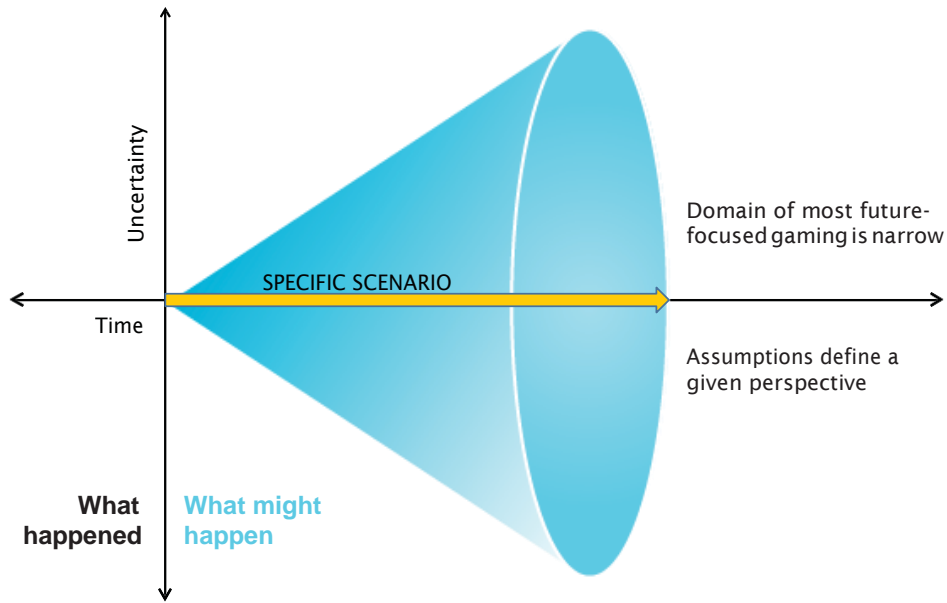 Uncertainty
Domain of most future-
focused gaming is narrow
SPECIFIC SCENARIO
Time
Assumptions define a
given perspective
What
happened
What might
happen